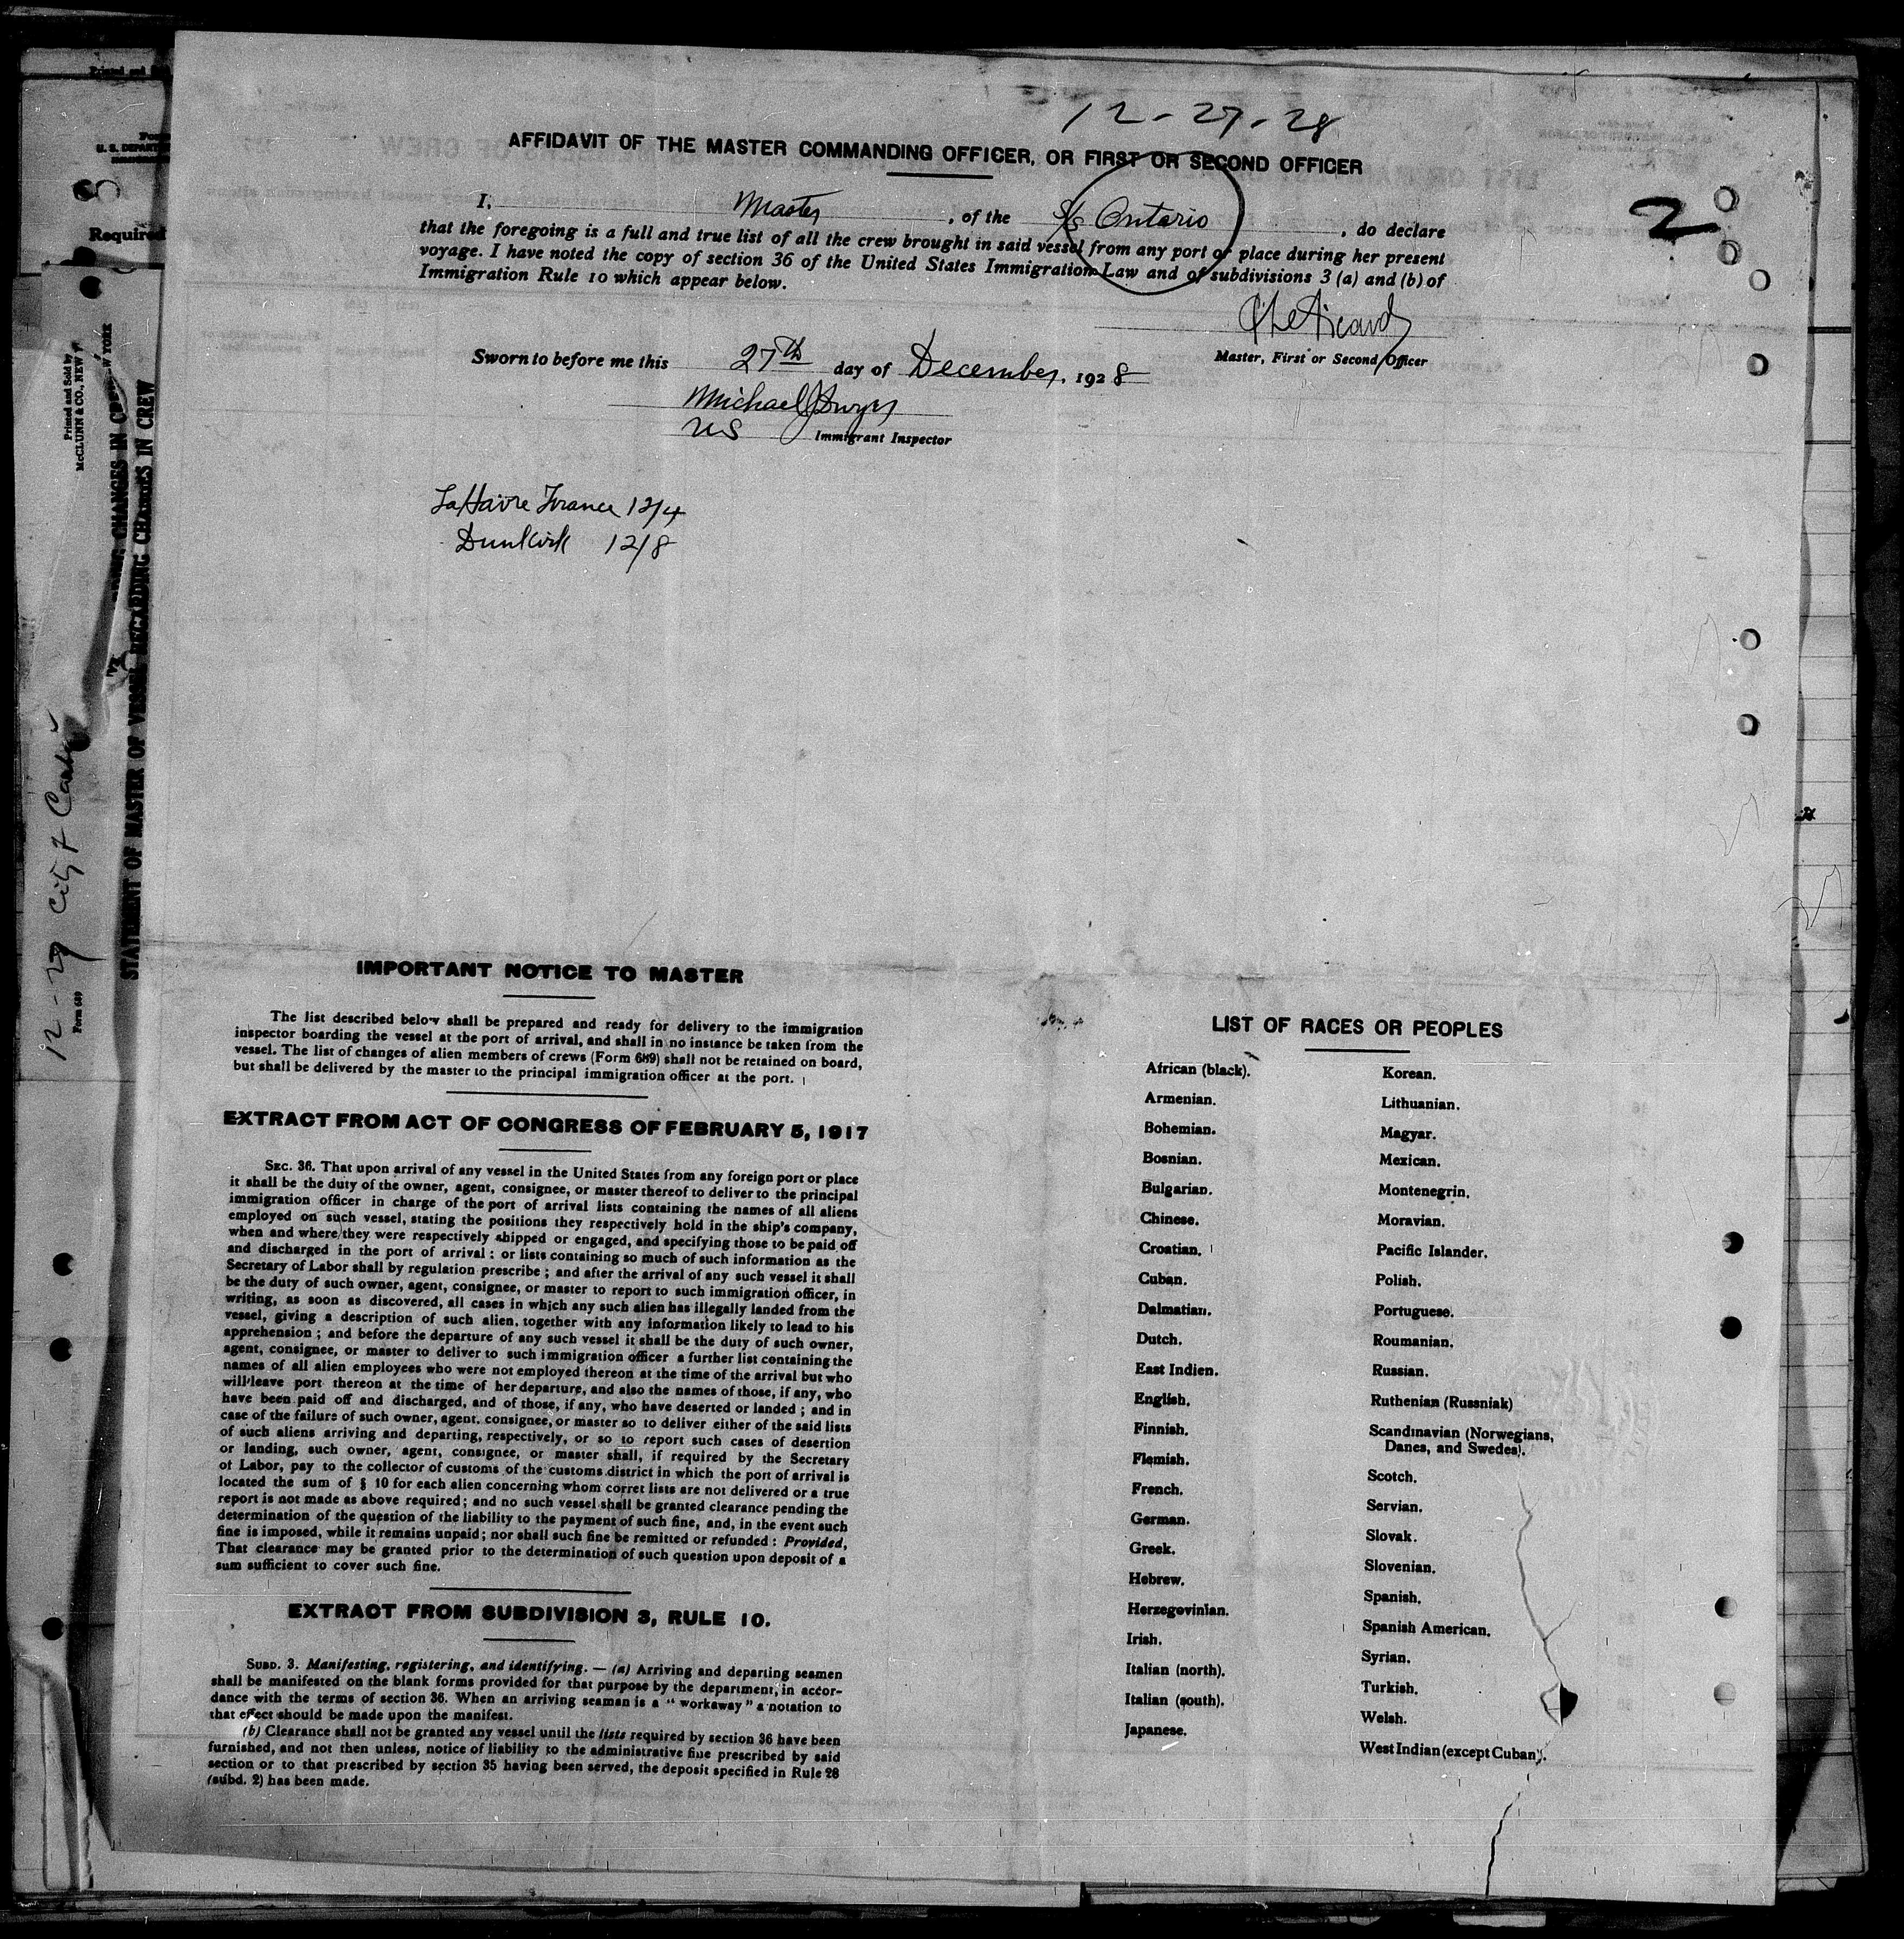 12-27-28
AFFIDAVIT OF THE MASTER COMMANDING OFFICER, OR FIRST OR SECOND OFFICER
2
I, Master, of the S/S Ontario, do declare
that the foregoing is a full and true list of all the crew brought in said vessel from any port or place during her present
voyage. I have noted the copy of section 36 of the United States Immigration Law and of subdivisions 3 (a) and (b) of
Immigration Rule 10 which appear below.
Master, First or Second Officer
Sworn to before me this 27th day of December, 1928
Michael J Dwyer
US Immigrant Inspector
La Havre France 12/4
Dunkirk 12/8
IMPORTANT NOTICE TO MASTER
The list described below shall be prepared and ready for delivery to the immigration
inspector boarding the vessel at the port of arrival, and shall in no instance be taken from the
vessel. The list of changes of alien members of crews (Form 689) shall not be retained on board,
but shall be delivered by the master to the principal immigration officer at the port.
EXTRACT FROM ACT OF CONGRESS OF FEBRUARY 5, 1917
SEC. 36. That upon arrival of any vessel in the United States from any foreign port or place
it shall be the duty of the owner, agent, consignee, or master thereof to deliver to the principal
immigration officer in charge of the port of arrival lists containing the names of all aliens
employed on such vessel, stating the positions they respectively hold in the ship's company,
when and where they were respectively shipped or engaged, and specifying those to be paid off
and discharged in the port of arrival ; or lists containing so much of such information as the
Secretary of Labor shall by regulation prescribe ; and after the arrival of any such vessel it shall
be the duty of such owner, agent, consignee, or master to report to such immigration officer, in
writing, as soon as discovered, all cases in which any such alien has illegally landed from the
vessel, giving a description of such alien, together with any information likely to lead to his
apprehension ; and before the departure of any such vessel it shall be the duty of such owner,
agent, consignee, or master to deliver to such immigration officer a further list containing the
names of all alien employees who were not employed thereon at the time of the arrival but who
will leave port thereon at the time of her departure, and also the names of those, if any, who
have been paid off and discharged, and of those, if any, who have deserted or landed ; and in
case of the failure of such owner, agent, consignee, or master so to deliver either of the said lists
of such aliens arriving and departing, respectively, or so to report such cases of desertion
or landing, such owner, agent, consignee, or master shall, if required by the Secretary
of Labor, pay to the collector of customs of the customs district in which the port of arrival is
located the sum of § 10 for each alien concerning whom corret lists are not delivered or a true
report is not made as above required ; and no such vessel shall be granted clearance pending the
determination of the question of the liability to the payment of such fine, and, in the event such
fine is imposed, while it remains unpaid ; nor shall such fine be remitted or refunded : Provided,
That clearance may be granted prior to the determination of such question upon deposit of a
sum sufficient to cover such fine.
EXTRACT FROM SUBDIVISION 3, RULE 10.
SUBD. 3. Manifesting, registering, and identifying. — (a) Arriving and departing seamen
shall be manifested on the blank forms provided for that purpose by the department, in accor-
dance with the terms of section 36. When an arriving seaman is a " workaway " a notation to
that effect should be made upon the manifest.
(b) Clearance shall not be granted any vessel until the lists required by section 36 have been
furnished, and not then unless, notice of liability to the administrative fine prescribed by said
section or to that prescribed by section 35 having been served, the deposit specified in Rule 28
(subd. 2) has been made.
LIST OF RACES OR PEOPLES
African (black).
Armenian.
Bohemian.
Bosnian.
Bulgarian.
Chinese.
Croatian.
Cuban.
Dalmatian.
Dutch.
East Indien.
English.
Finnish.
Flemish.
French.
German.
Greek.
Hebrew.
Herzegovinian.
Irish.
Italian (north).
Italian (south).
Japanese.
Korean.
Lithuanian.
Magyar.
Mexican.
Montenegrin.
Moravian.
Pacific Islander.
Polish.
Portuguese.
Roumanian.
Russian.
Ruthenian (Russniak)
Scandinavian (Norwegians,
Danes, and Swedes).
Scotch.
Servian.
Slovak.
Slovenian.
Spanish.
Spanish American.
Syrian.
Turkish.
Welsh.
West Indian (except Cuban).
Required
Printed and Sold by
McCLUNN & CO., NEW
CHANGES IN
STATEMENT OF MASTER OF VESSEL REGARDING CHANGES IN CREW
Form 689
12-29 City of